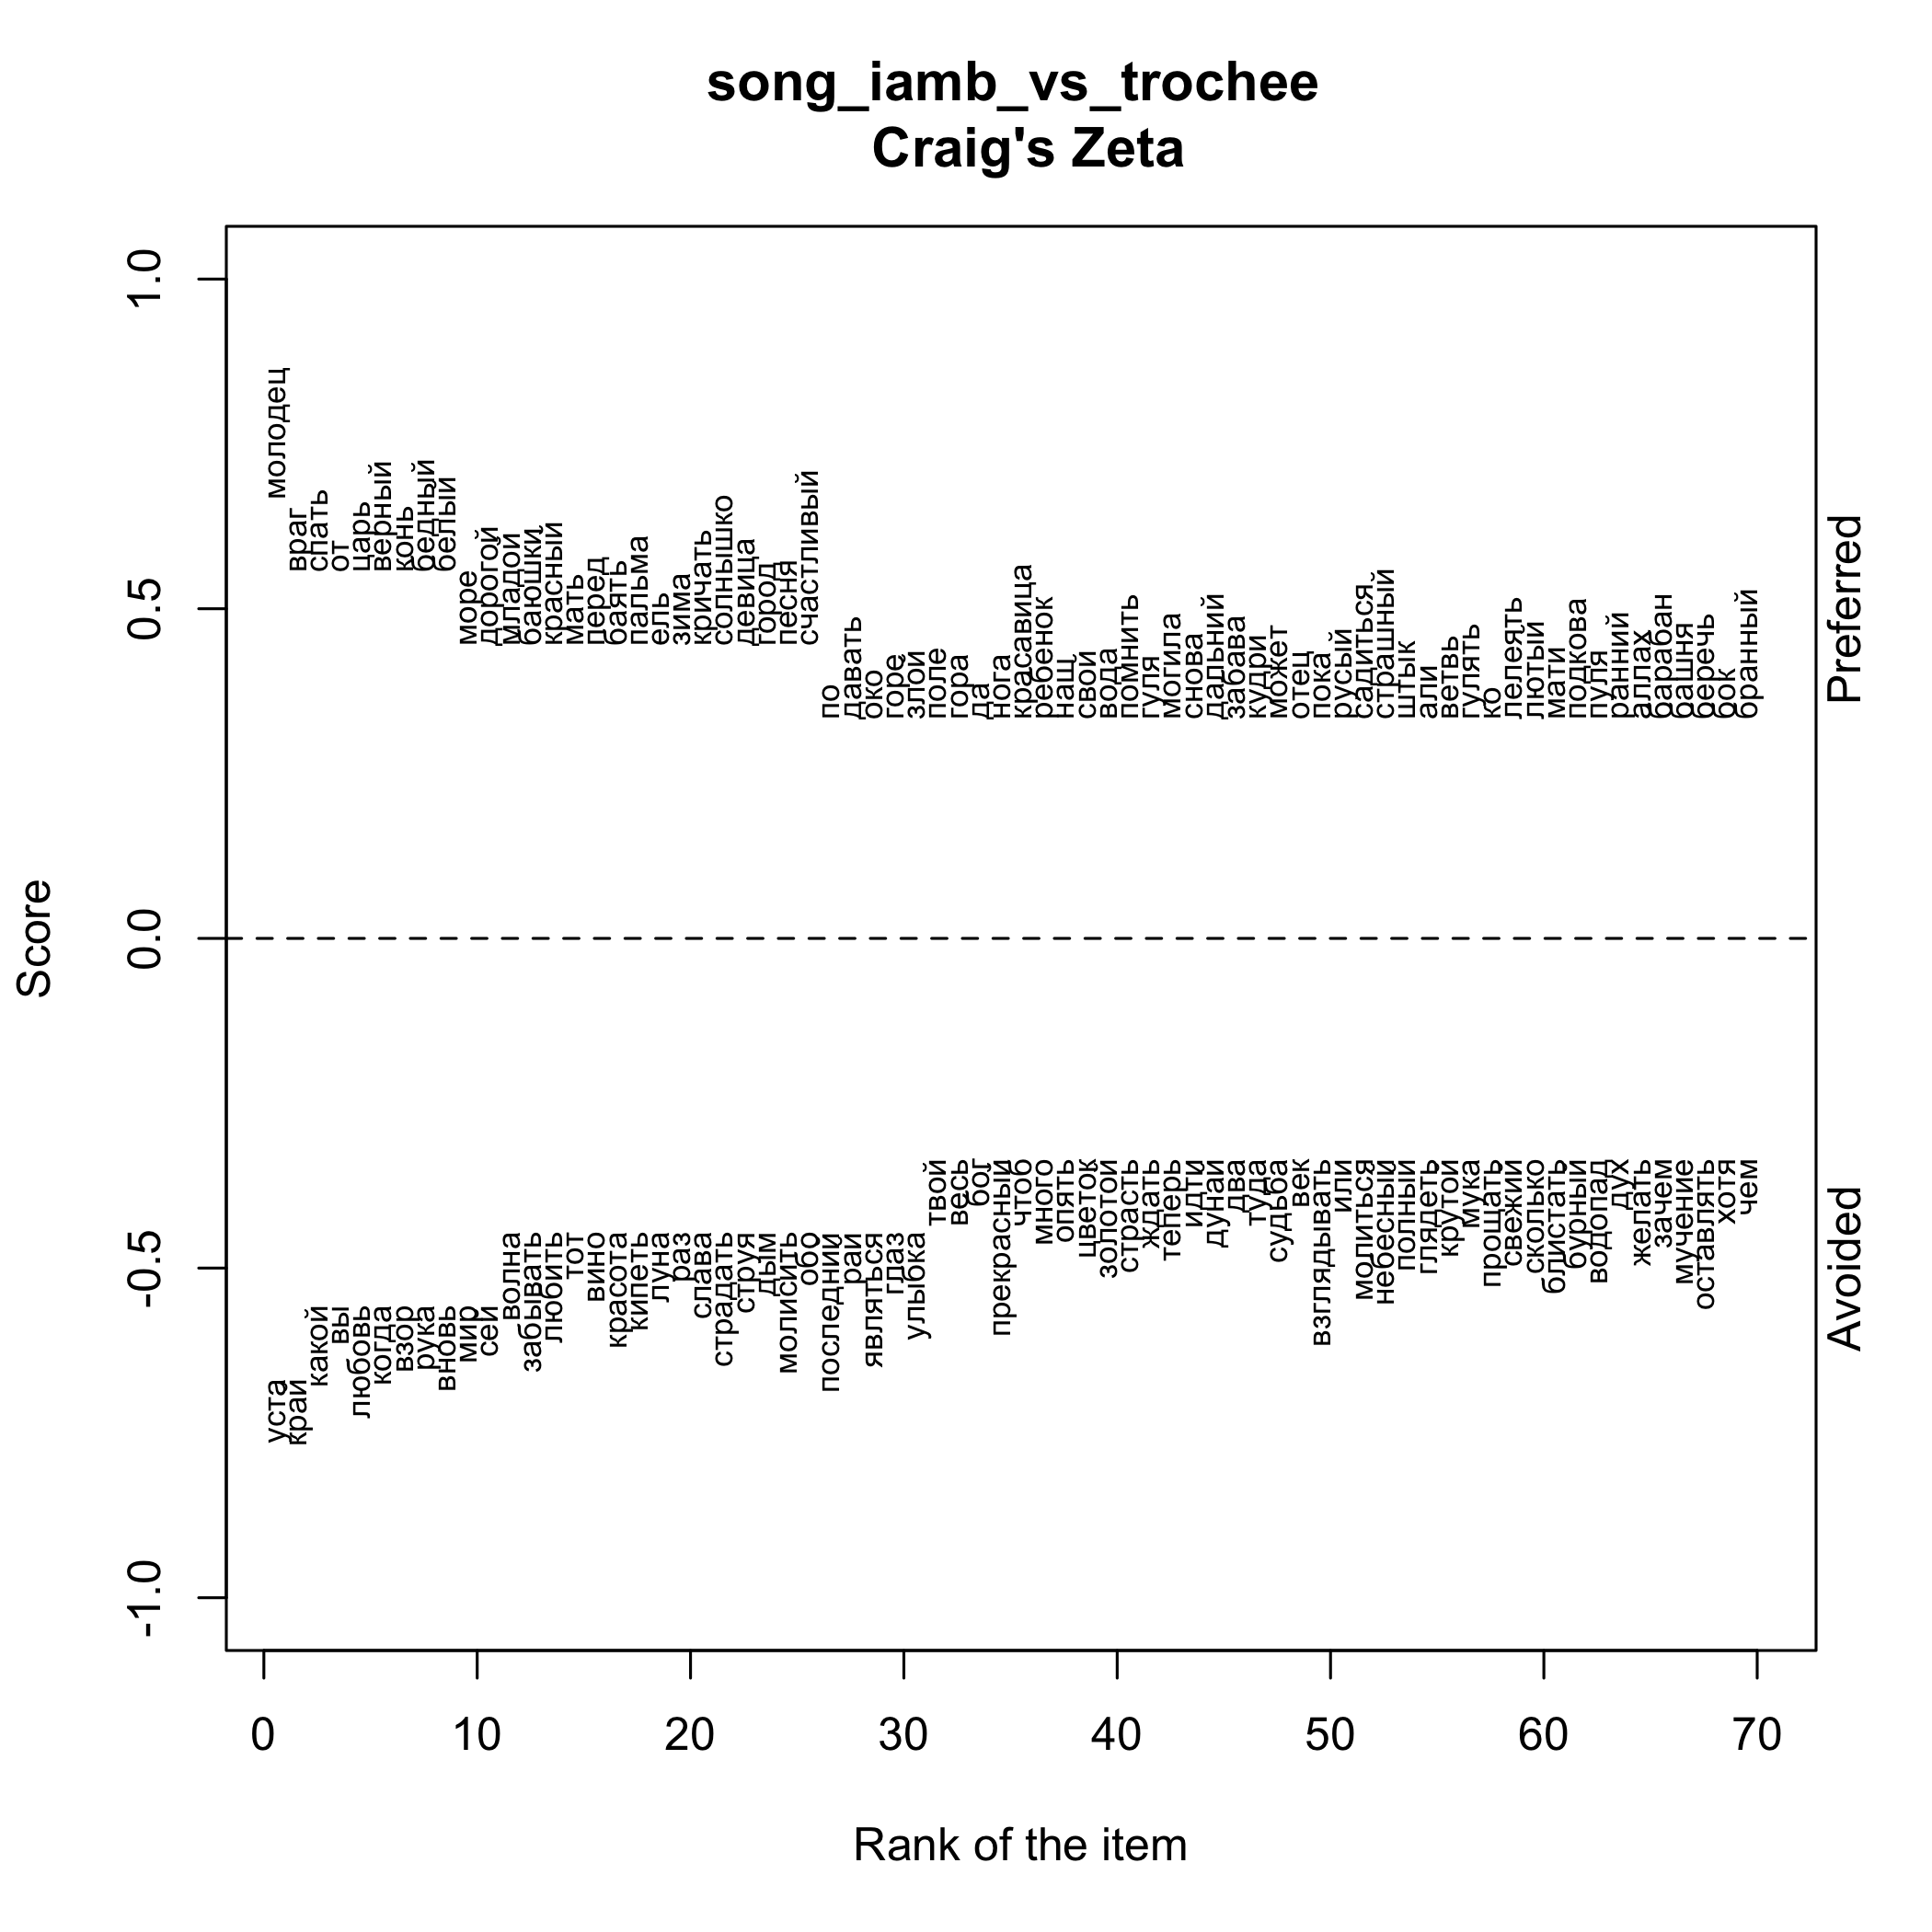 song_iamb_vs_trochee
Craig's Zeta
Score
1.0
0.5
0.0
-0.5
-1.0
молодец
враг
спать
от
царь
верный
конь
бедный
белый
море
дорогой
младой
баюшки
красный
мать
перед
баять
пальма
ель
зима
кричать
солнышко
девица
город
песня
счастливый
по
давать
око
горе
злой
поле
гора
да
нога
красавица
ребенок
наш
свой
вода
помнить
гуля
могила
снова
дальний
забава
кудри
может
отец
пока
русый
садиться
страшный
штык
али
ветвь
гулять
ко
лелеять
лютый
мати
подкова
пуля
ранний
аллах
барабан
башня
беречь
бок
бранный
Preferred
уста
край
какой
вы
любовь
когда
взор
рука
вновь
мир
сей
волна
забывать
любить
тот
вино
красота
кипеть
луна
раз
слава
страдать
струя
дым
молисить
обо
последний
рай
являться
глаз
улыбка
твой
весь
бог
прекрасный
чтоб
много
опять
цветок
золотой
страсть
ждать
теперь
идти
дунай
два
туда
судьба
век
взглядывать
или
молиться
небесный
полный
глядеть
крутой
мука
прощать
свежий
сколько
блистать
бурный
водопад
дух
желать
зачем
мучение
оставлять
хотя
чем
Avoided
0 10 20 30 40 50 60 70
Rank of the item